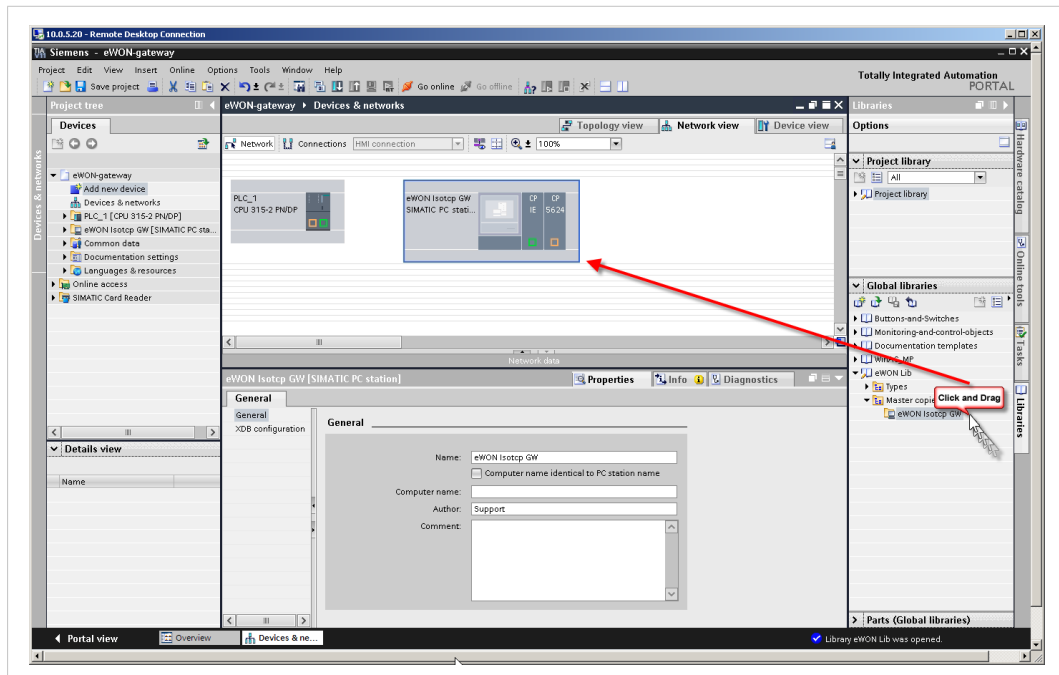 10.0.5.20 - Remote Desktop Connection
Siemens - eWON-gateway
Project Edit View Insert Online Options Tools Window Help
Totally Integrated Automation
PORTAL
Save project
Go online
Go offline
Project tree
eWON-gateway ▸ Devices & networks
Libraries
Devices
Topology view
Network view
Device view
Options
Network
Connections
HMI connection
100%
Devices & networks
eWON-gateway
Add new device
Devices & networks
PLC_1 [CPU 315-2 PN/DP]
eWON Isotcp GW [SIMATIC PC sta...
Common data
Documentation settings
Languages & resources
Online access
SIMATIC Card Reader
PLC_1
CPU 315-2 PN/DP
eWON Isotcp GW
SIMATIC PC stati...
CP
IE
CP
5624
Project library
All
Project library
Global libraries
Buttons-and-Switches
Monitoring-and-control-objects
Documentation templates
WinAC_MP
eWON Lib
Types
Master copie
Click and Drag
eWON Isotcp GW
Hardware catalog
Online tools
Tasks
Libraries
Network data
eWON Isotcp GW [SIMATIC PC station]
Properties
Info
Diagnostics
General
General
XDB configuration
General
Name: eWON Isotcp GW
Computer name identical to PC station name
Computer name:
Author: Support
Comment:
Details view
Name
Parts (Global libraries)
Portal view
Overview
Devices & ne...
Library eWON Lib was opened.